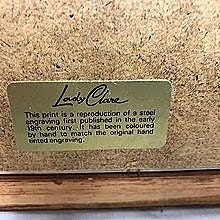 Lady Clare
This print is a reproduction of a steel
engraving first published in the early
19th century. It has been coloured
by hand to match the original hand
tinted engraving.